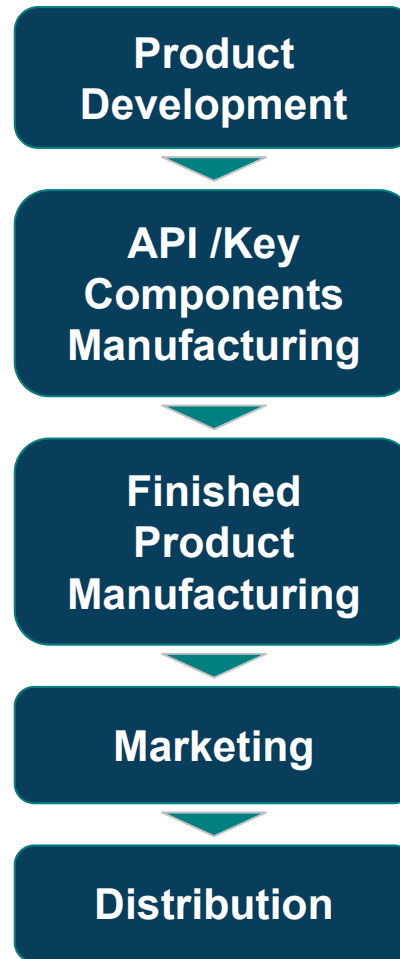 Product
Development
API /Key
Components
Manufacturing
Finished
Product
Manufacturing
Marketing
Distribution